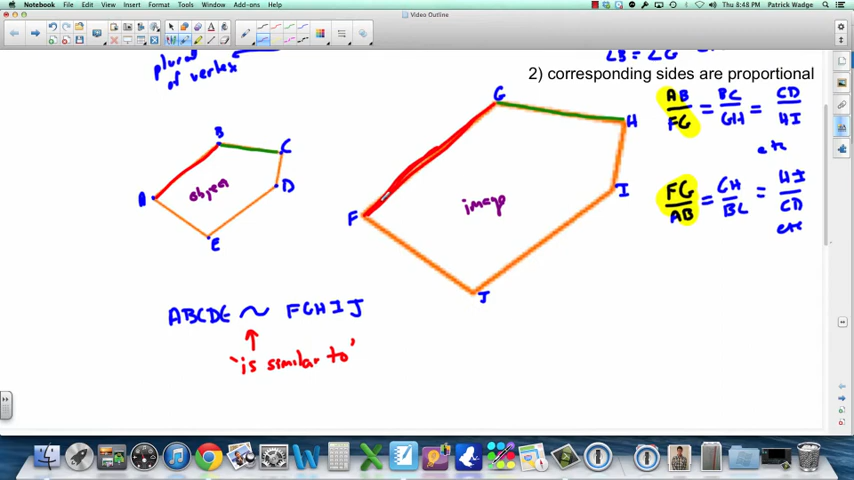 Notebook File Edit View Insert Format Tools Window Add-ons Help
Thu 8:48 PM Patrick Wadge
Video Outline
plural
of vertex
∠B = ∠G etc
2) corresponding sides are proportional
AB/FG = BC/GH = CD/HI
etc
FG/AB = GH/BC = HI/CD
etc
G
H
B
C
A
object
D
I
F
image
E
J
ABCDE ~ FGHIJ
↑
'is similar to'